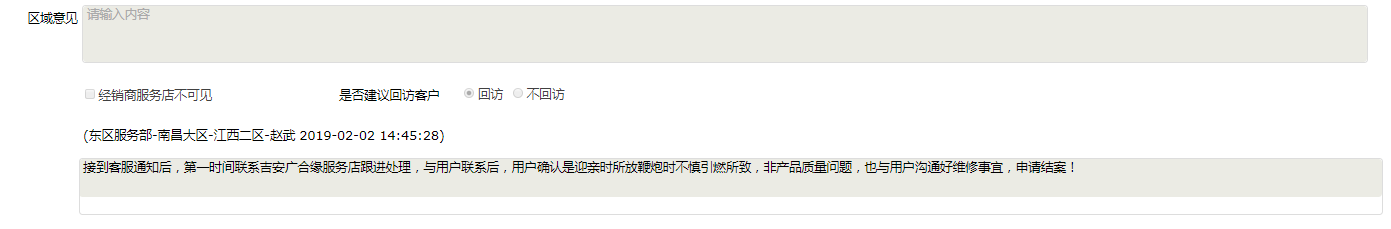 区域意见 请输入内容
经销商服务店不可见 是否建议回访客户 回访 不回访
(东区服务部-南昌大区-江西二区-赵武 2019-02-02 14:45:28)
接到客服通知后，第一时间联系吉安广合缘服务店跟进处理，与用户联系后，用户确认是迎亲时所放鞭炮时不慎引燃所致，非产品质量问题，也与用户沟通好维修事宜，申请结案！